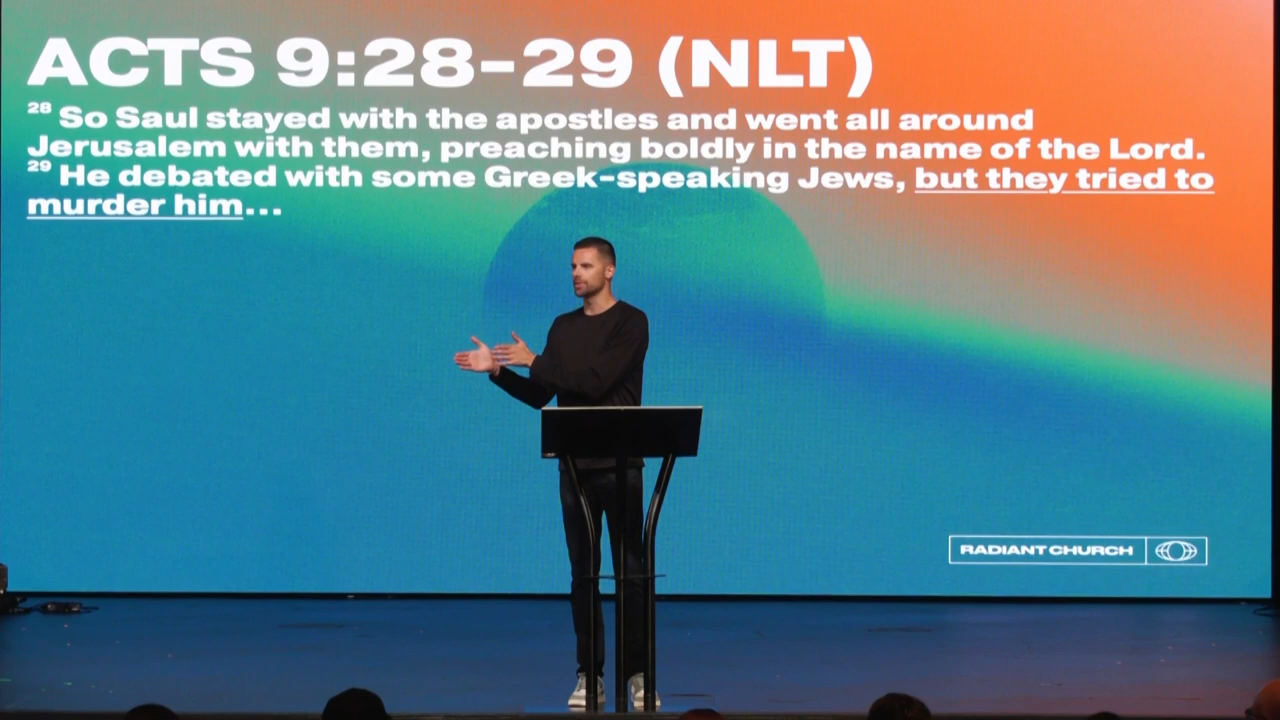 ACTS 9:28-29 (NLT)
28 So Saul stayed with the apostles and went all around
Jerusalem with them, preaching boldly in the name of the Lord.
29 He debated with some Greek-speaking Jews, but they tried to
murder him...
RADIANT CHURCH